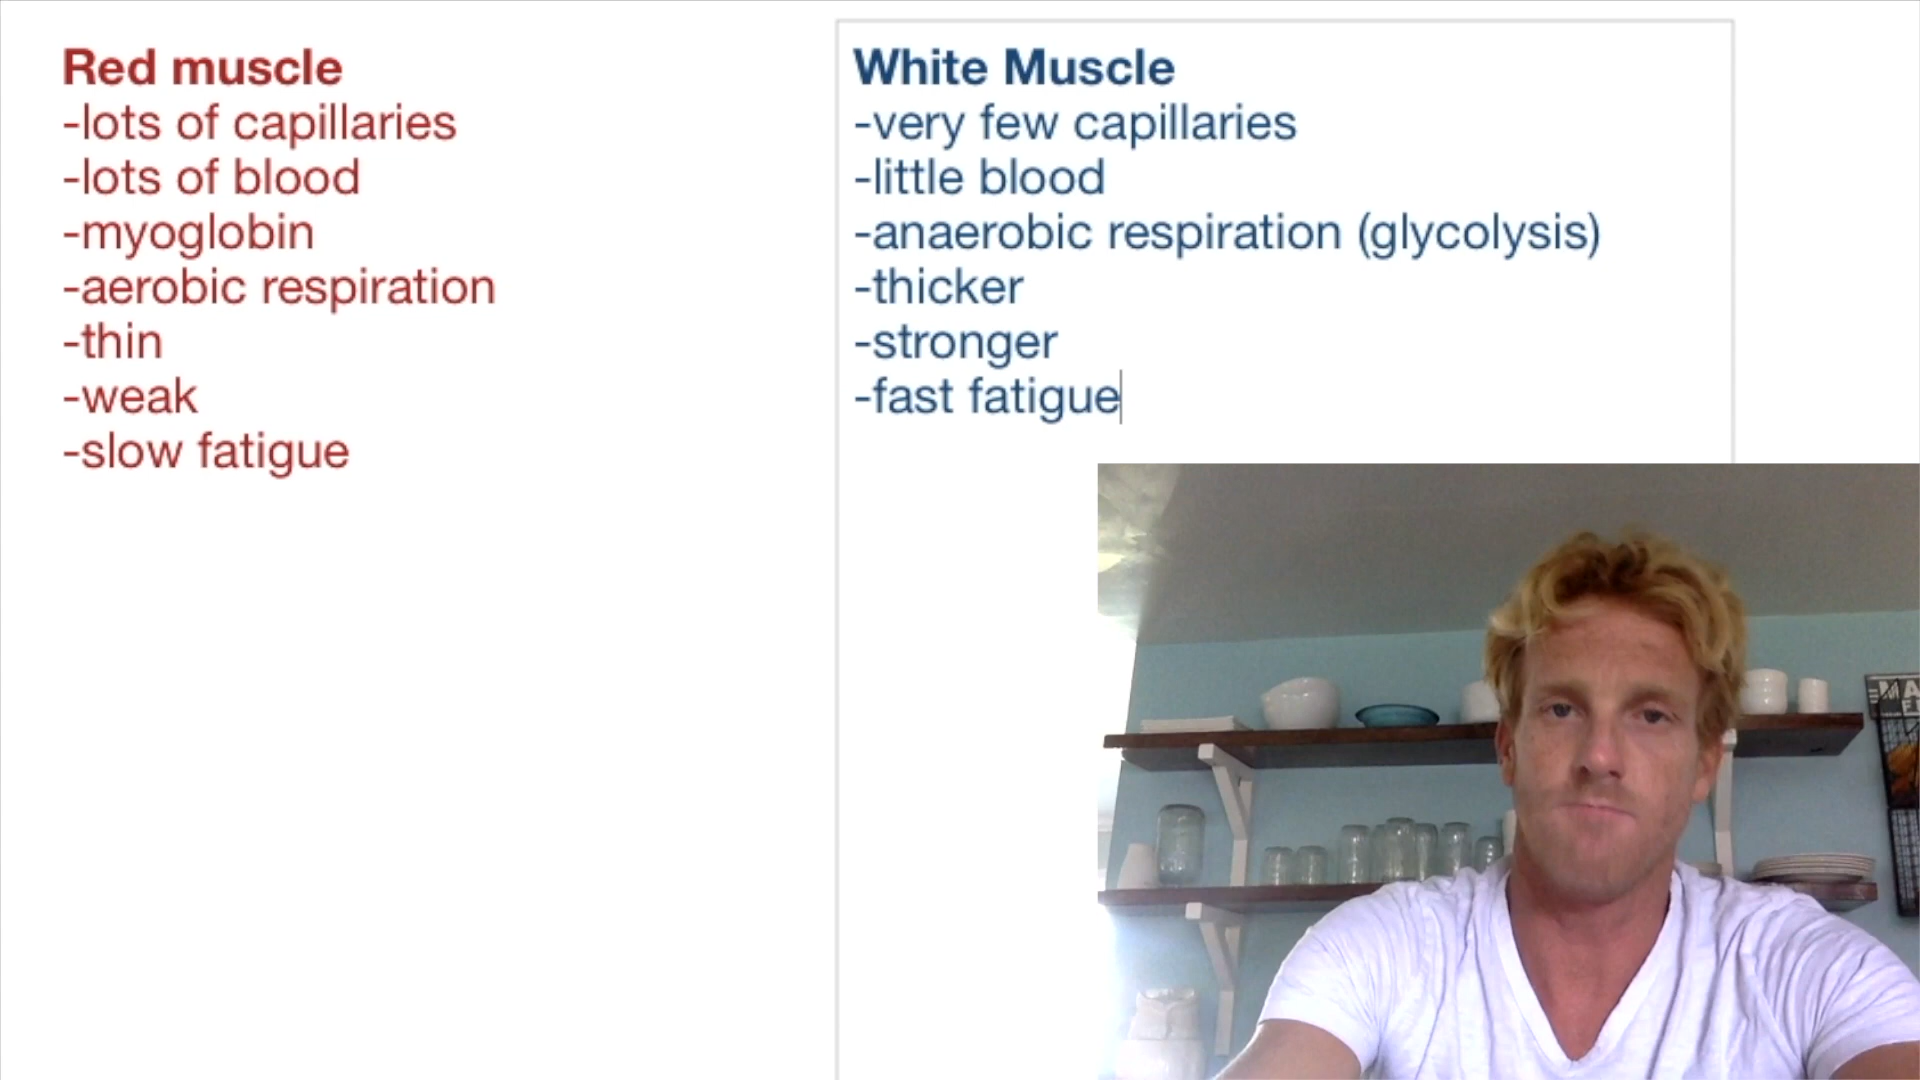 Red muscle
-lots of capillaries
-lots of blood
-myoglobin
-aerobic respiration
-thin
-weak
-slow fatigue
White Muscle
-very few capillaries
-little blood
-anaerobic respiration (glycolysis)
-thicker
-stronger
-fast fatigue